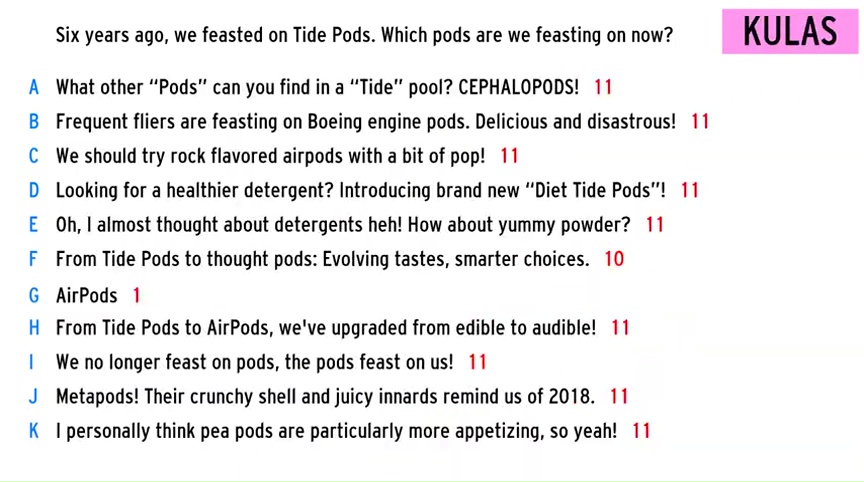 Six years ago, we feasted on Tide Pods. Which pods are we feasting on now?
KULAS
A What other “Pods” can you find in a “Tide” pool? CEPHALOPODS! 11
B Frequent fliers are feasting on Boeing engine pods. Delicious and disastrous! 11
C We should try rock flavored airpods with a bit of pop! 11
D Looking for a healthier detergent? Introducing brand new “Diet Tide Pods”! 11
E Oh, I almost thought about detergents heh! How about yummy powder? 11
F From Tide Pods to thought pods: Evolving tastes, smarter choices. 10
G AirPods 1
H From Tide Pods to AirPods, we've upgraded from edible to audible! 11
I We no longer feast on pods, the pods feast on us! 11
J Metapods! Their crunchy shell and juicy innards remind us of 2018. 11
K I personally think pea pods are particularly more appetizing, so yeah! 11